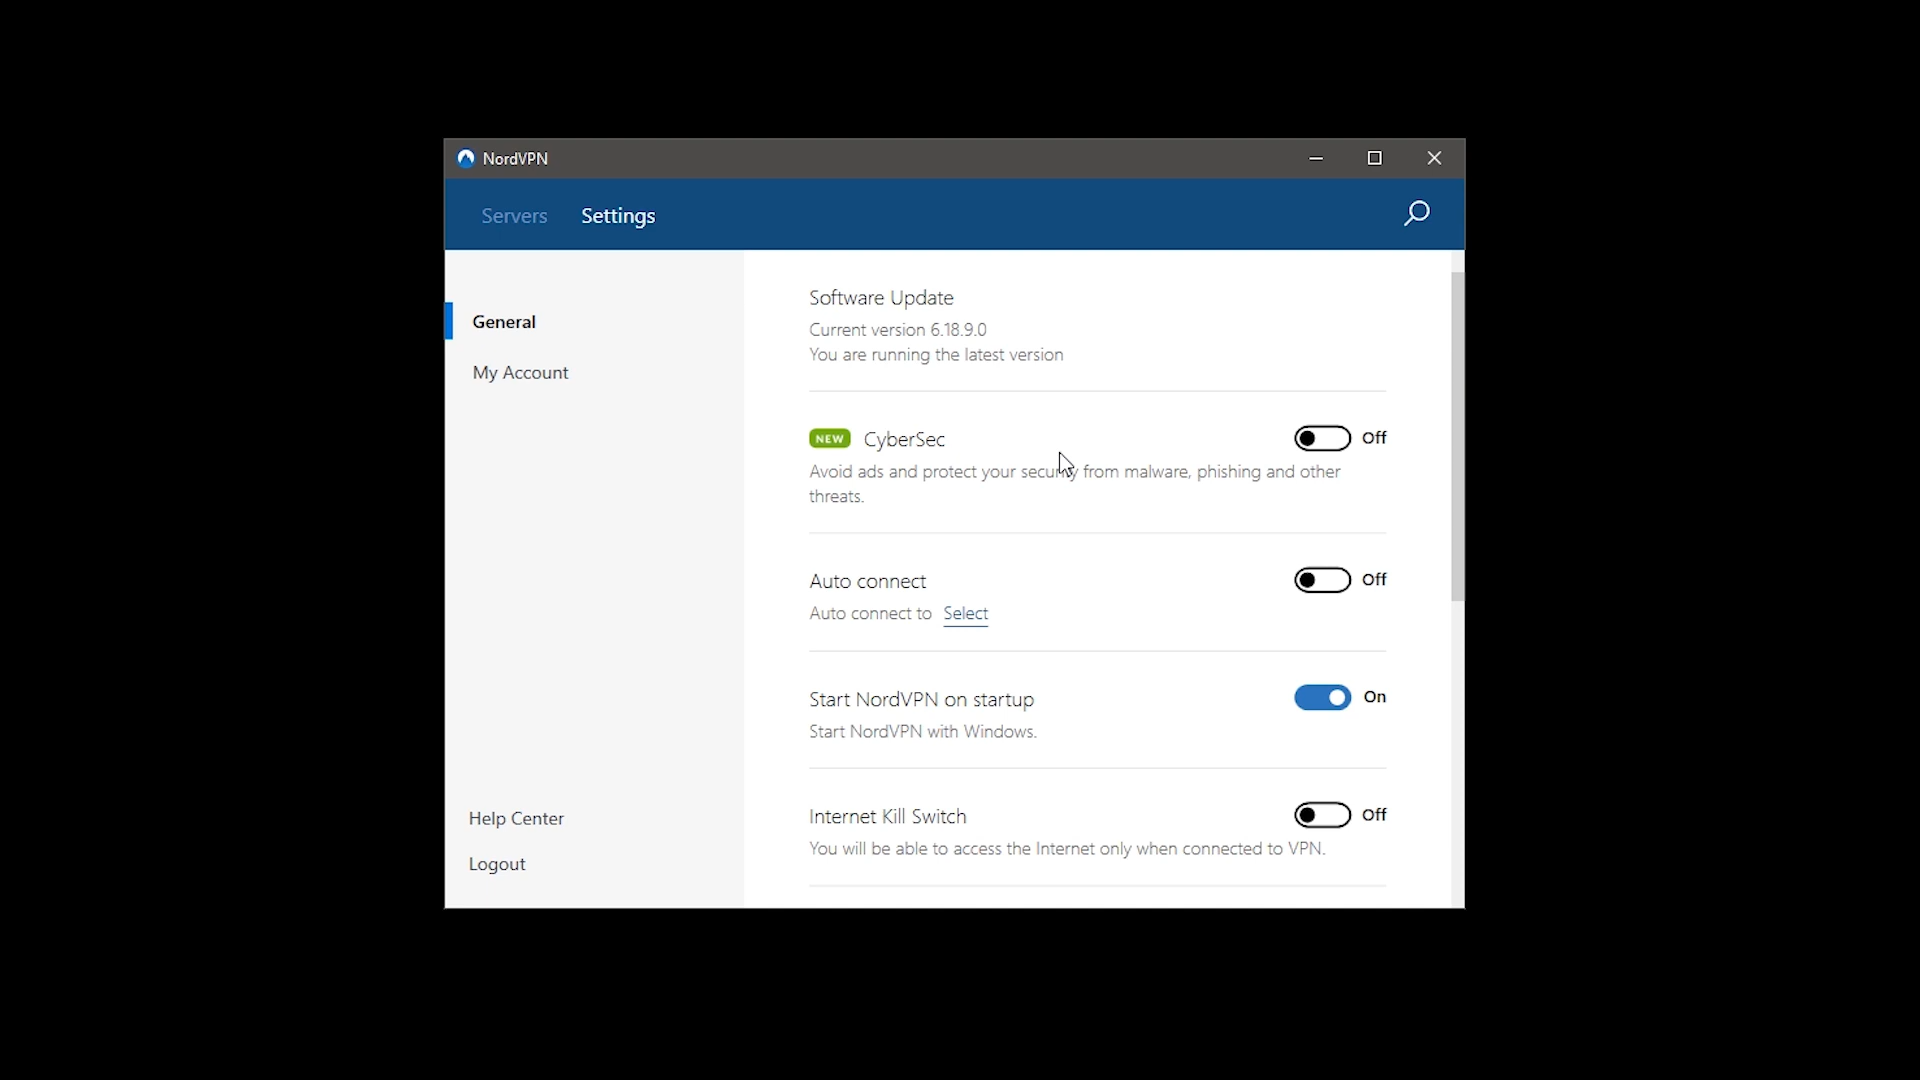 NordVPN
Servers Settings
General
My Account
Help Center
Logout
Software Update
Current version 6.18.9.0
You are running the latest version
NEW CyberSec Off
Avoid ads and protect your security from malware, phishing and other
threats.
Auto connect Off
Auto connect to Select
Start NordVPN on startup On
Start NordVPN with Windows.
Internet Kill Switch Off
You will be able to access the Internet only when connected to VPN.